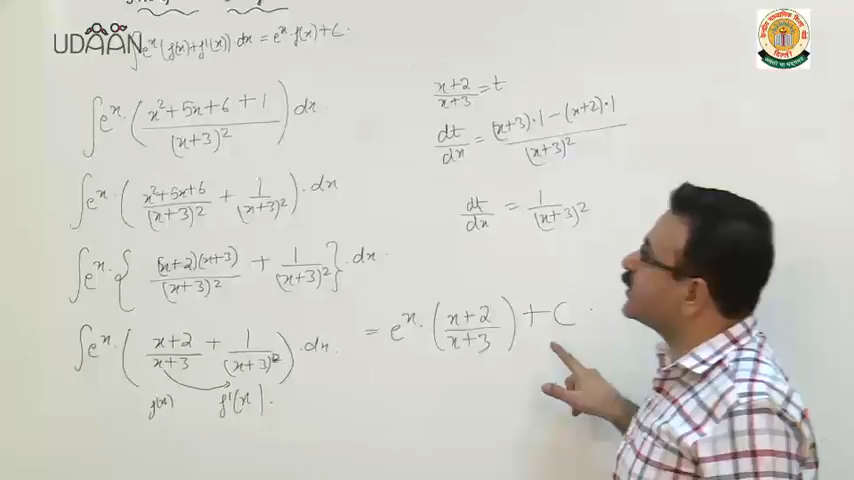 UDAAN
∫eˣ(f(x)+f'(x))·dx = eˣ·f(x)+C·
∫eˣ·(x²+5x+6+1/(x+3)²) dx
∫eˣ·(x²+5x+6/(x+3)² + 1/(x+3)²)·dx
∫eˣ·{(x+2)(x+3)/(x+3)² + 1/(x+3)²}·dx·
∫eˣ·(x+2/x+3 + 1/(x+3)²)·dx·
f(x) f'(x)·
x+2/x+3 = t
dt/dx = (x+3)·1-(x+2)·1/(x+3)²
dt/dx = 1/(x+3)²
= eˣ·(x+2/x+3)+C·